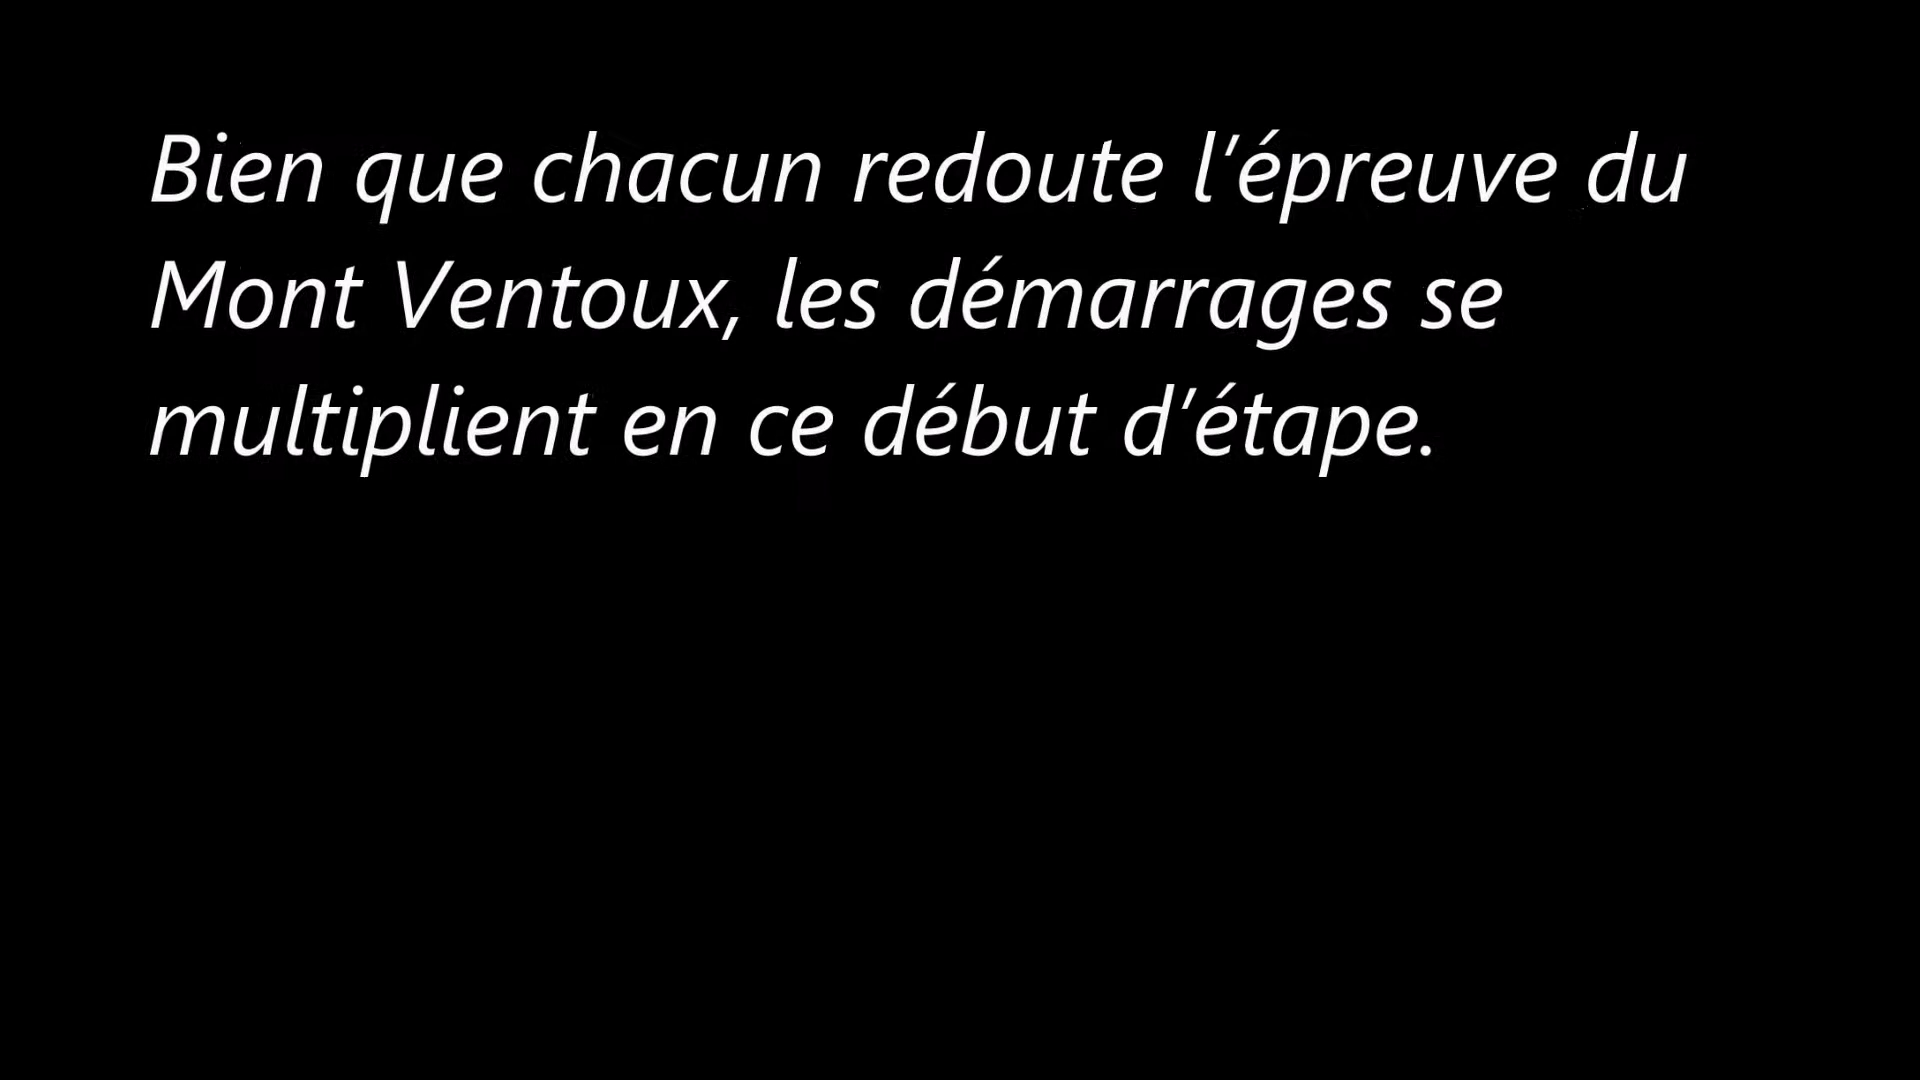 Bien que chacun redoute l’épreuve du
Mont Ventoux, les démarrages se
multiplient en ce début d’étape.